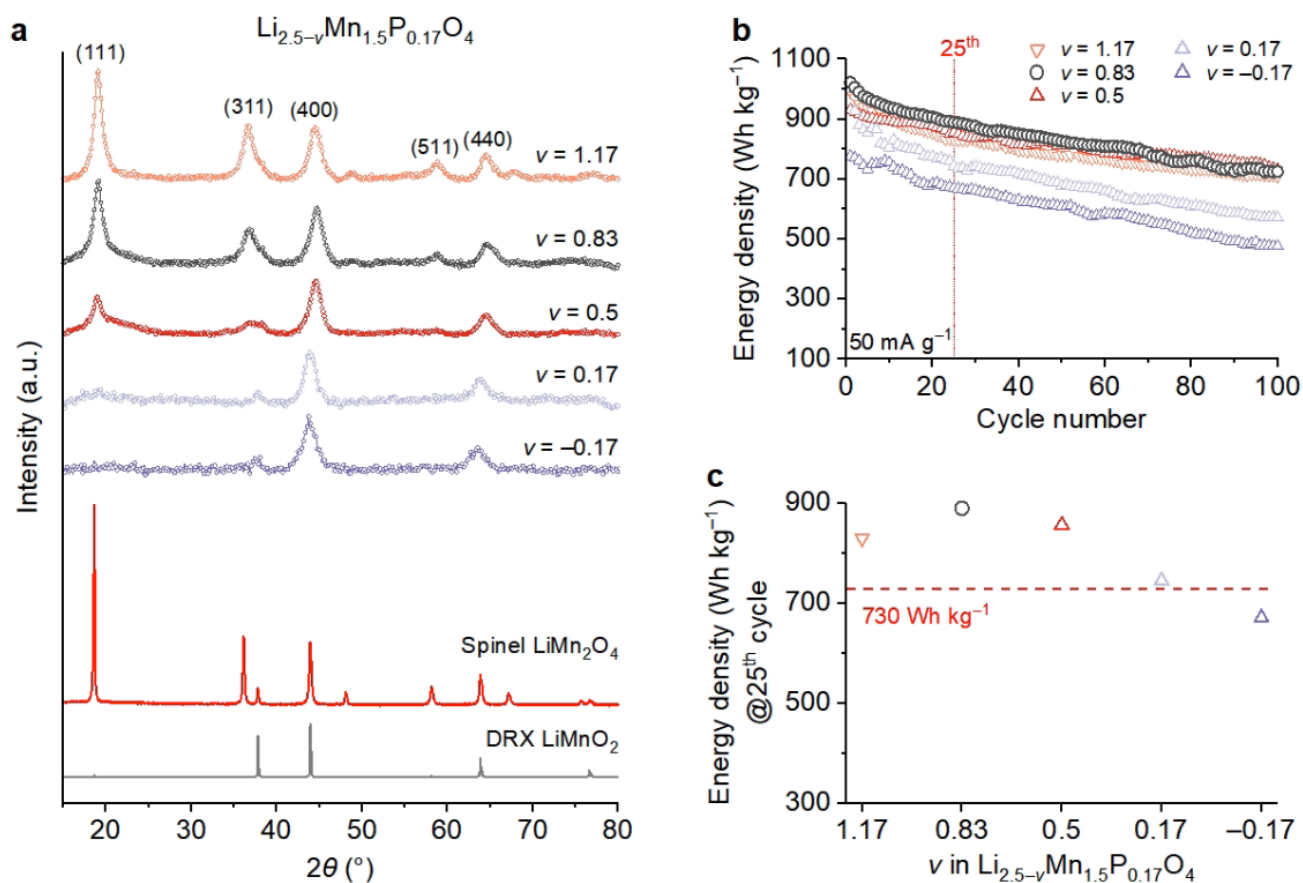 a
Li₂.₅₋ᵥMn₁.₅P₀.₁₇O₄
(111)
(311)
(400)
(511)
(440)
v = 1.17
v = 0.83
v = 0.5
v = 0.17
v = –0.17
Spinel LiMn₂O₄
DRX LiMnO₂
Intensity (a.u.)
20 30 40 50 60 70 80
2θ (°)
b
25ᵗʰ
v = 1.17
v = 0.83
v = 0.5
v = 0.17
v = –0.17
1100
900
700
500
300
100
50 mA g⁻¹
Energy density (Wh kg⁻¹)
0 20 40 60 80 100
Cycle number
c
900
700
500
300
730 Wh kg⁻¹
Energy density (Wh kg⁻¹)
@25ᵗʰ cycle
1.17 0.83 0.5 0.17 –0.17
v in Li₂.₅₋ᵥMn₁.₅P₀.₁₇O₄